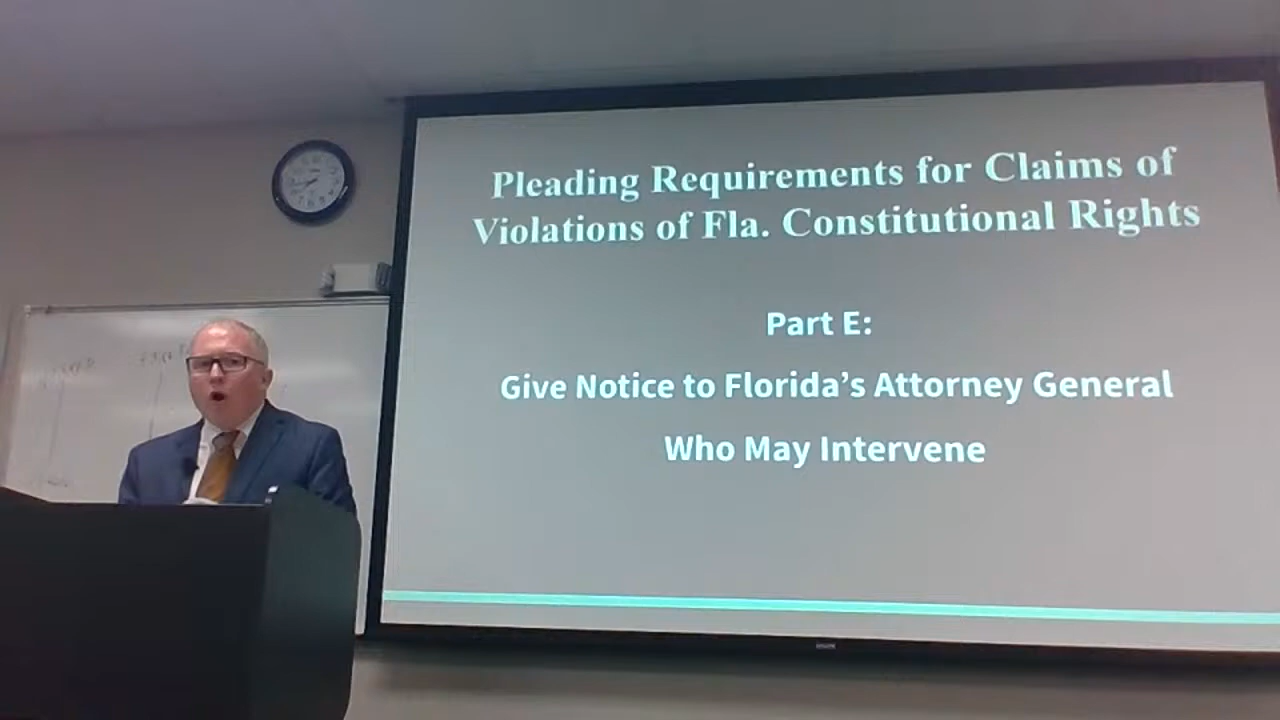 Pleading Requirements for Claims of
Violations of Fla. Constitutional Rights
Part E:
Give Notice to Florida's Attorney General
Who May Intervene